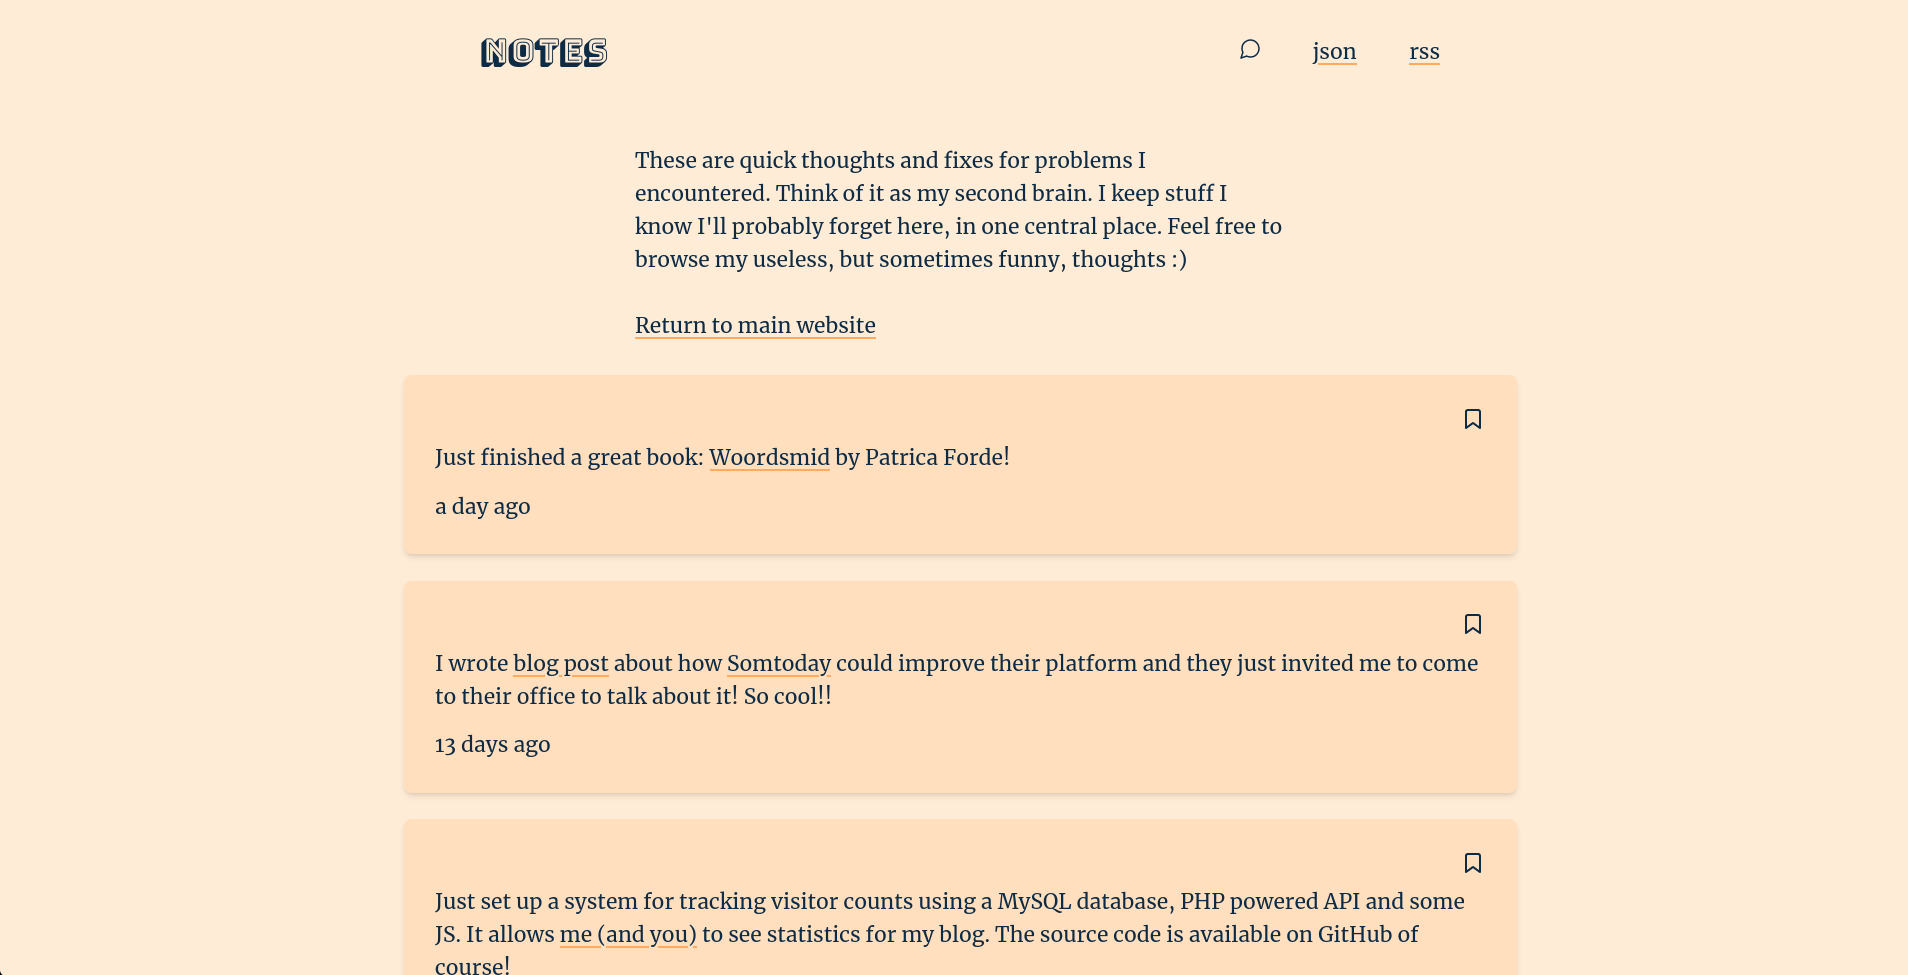 NOTES
json
rss
These are quick thoughts and fixes for problems I
encountered. Think of it as my second brain. I keep stuff I
know I'll probably forget here, in one central place. Feel free to
browse my useless, but sometimes funny, thoughts :)
Return to main website
Just finished a great book: Woordsmid by Patrica Forde!
a day ago
I wrote blog post about how Somtoday could improve their platform and they just invited me to come
to their office to talk about it! So cool!!
13 days ago
Just set up a system for tracking visitor counts using a MySQL database, PHP powered API and some
JS. It allows me (and you) to see statistics for my blog. The source code is available on GitHub of
course!